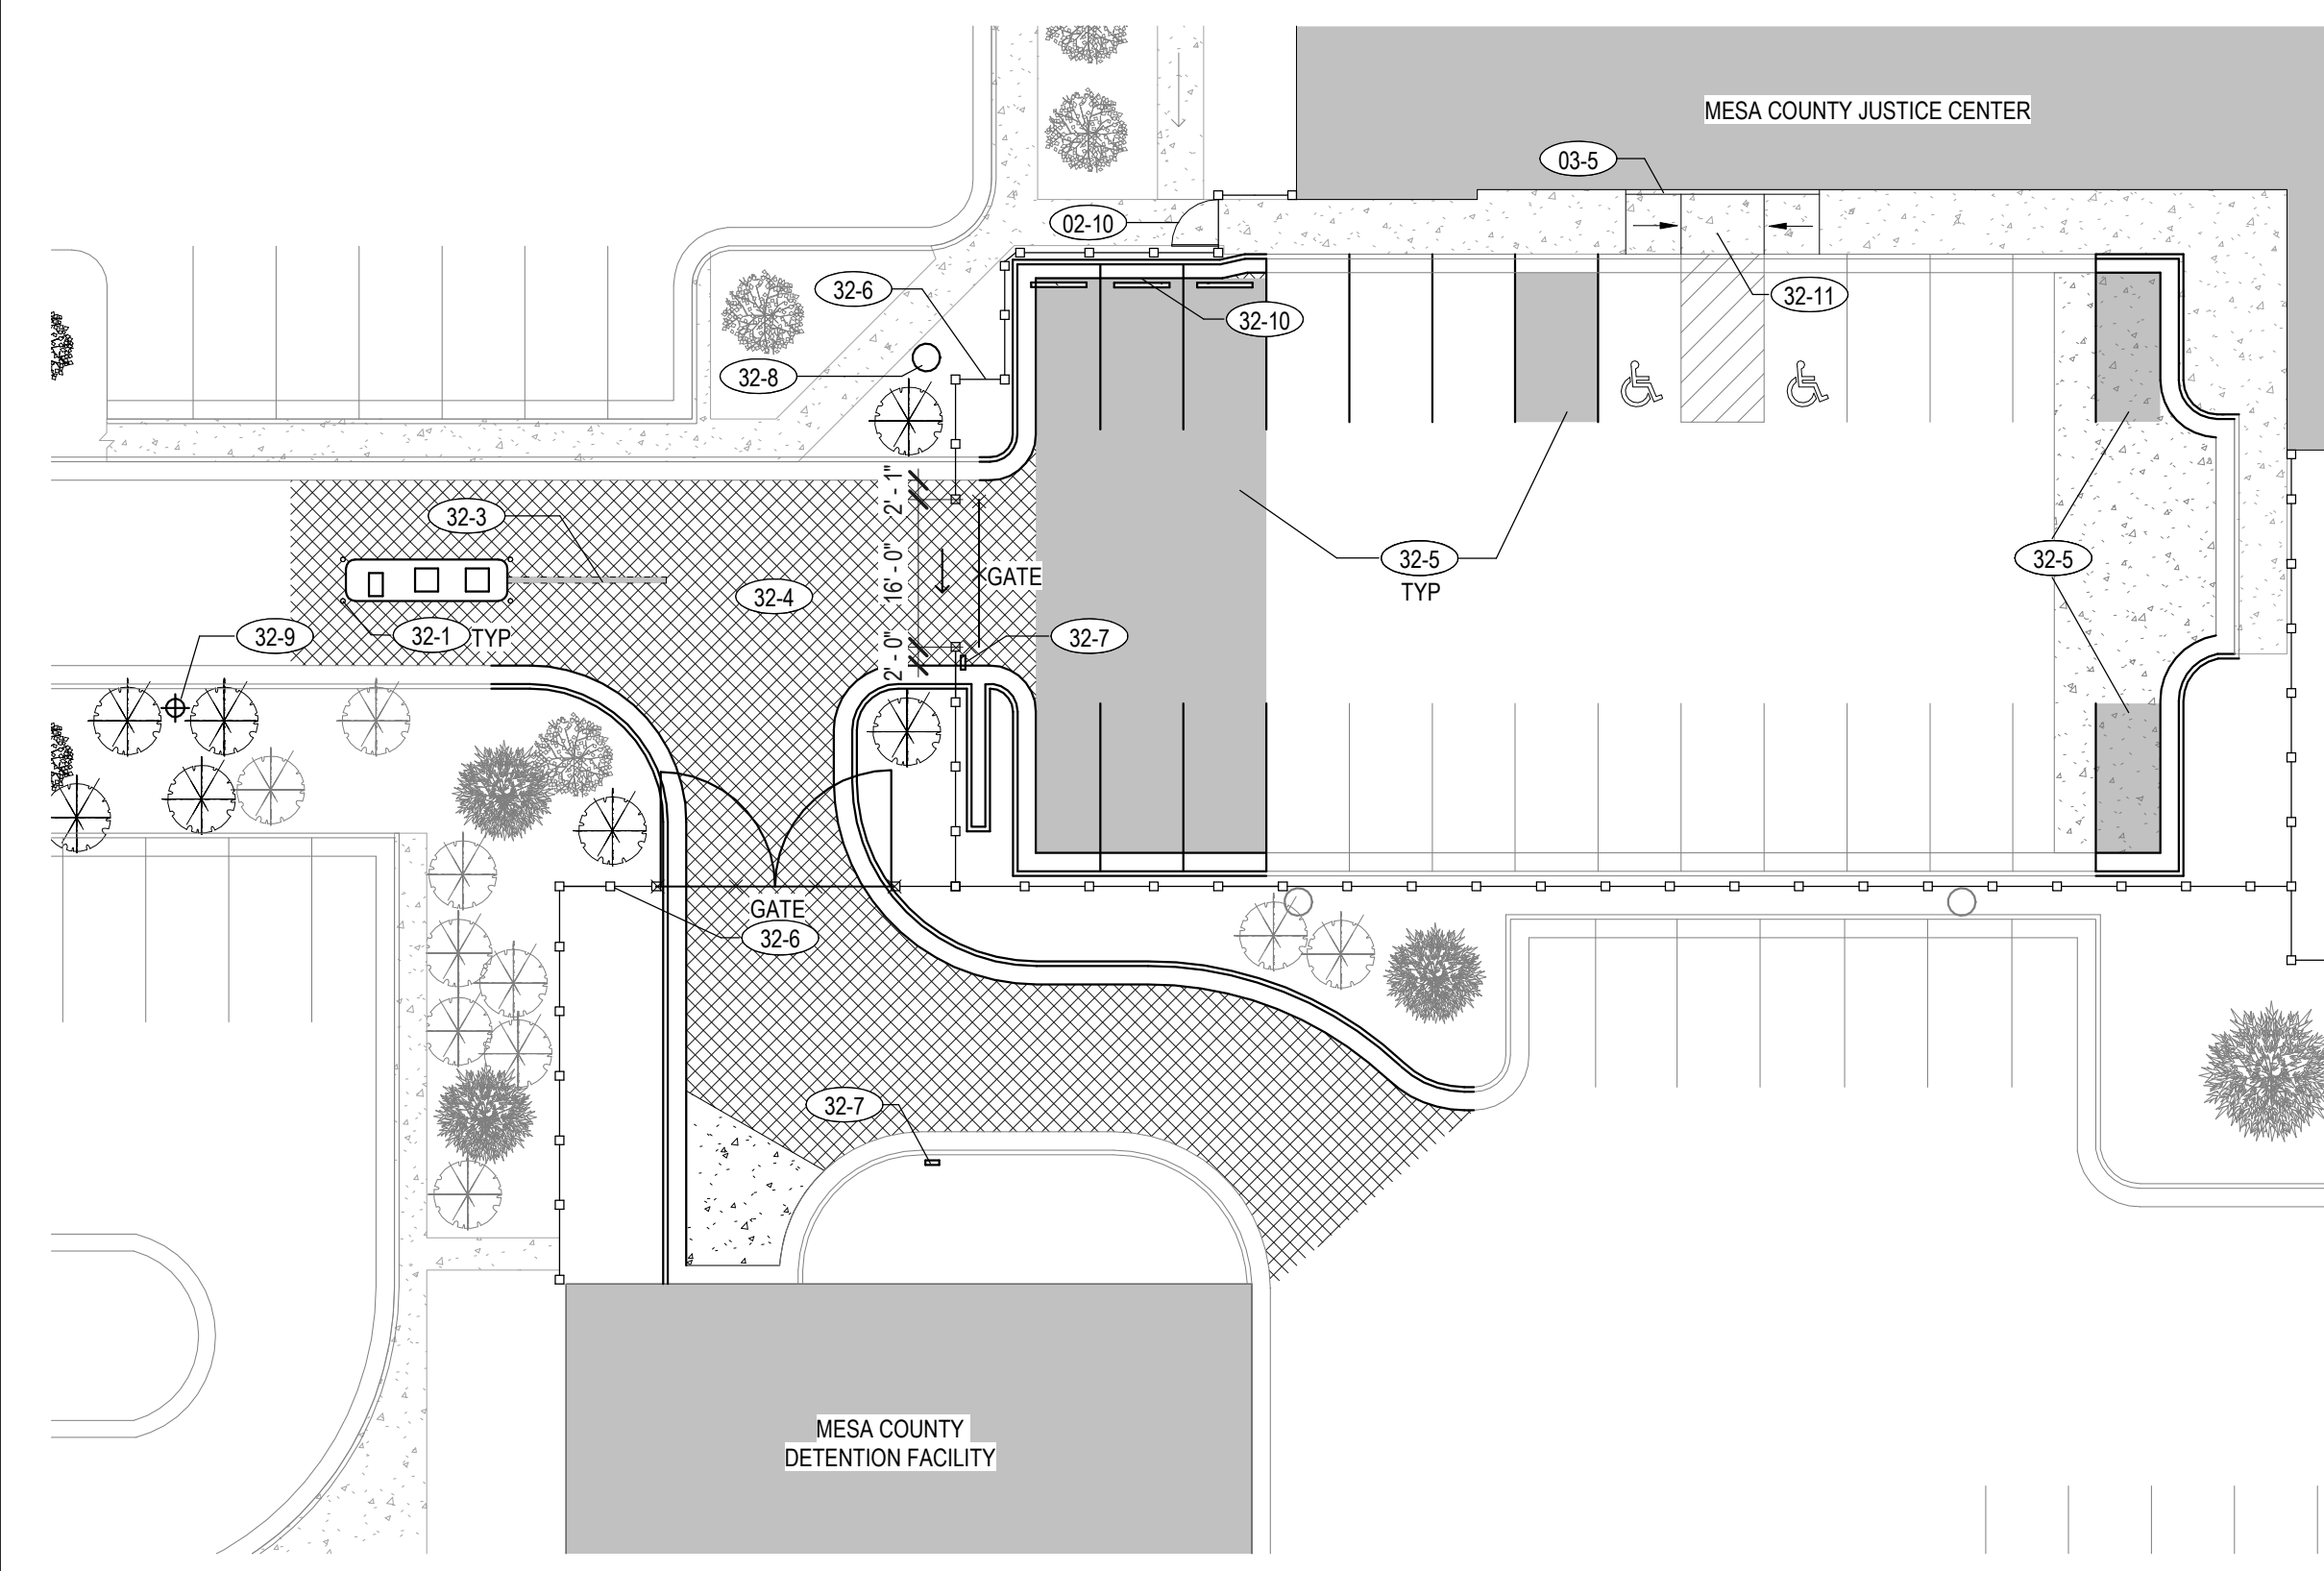 MESA COUNTY JUSTICE CENTER
03-5
02-10
32-6
32-11
32-10
32-8
2' - 1"
32-3
16' - 0"
GATE
32-5
TYP
32-5
32-4
32-9
32-1 TYP
32-7
2' - 0"
GATE
32-6
32-7
MESA COUNTY
DETENTION FACILITY